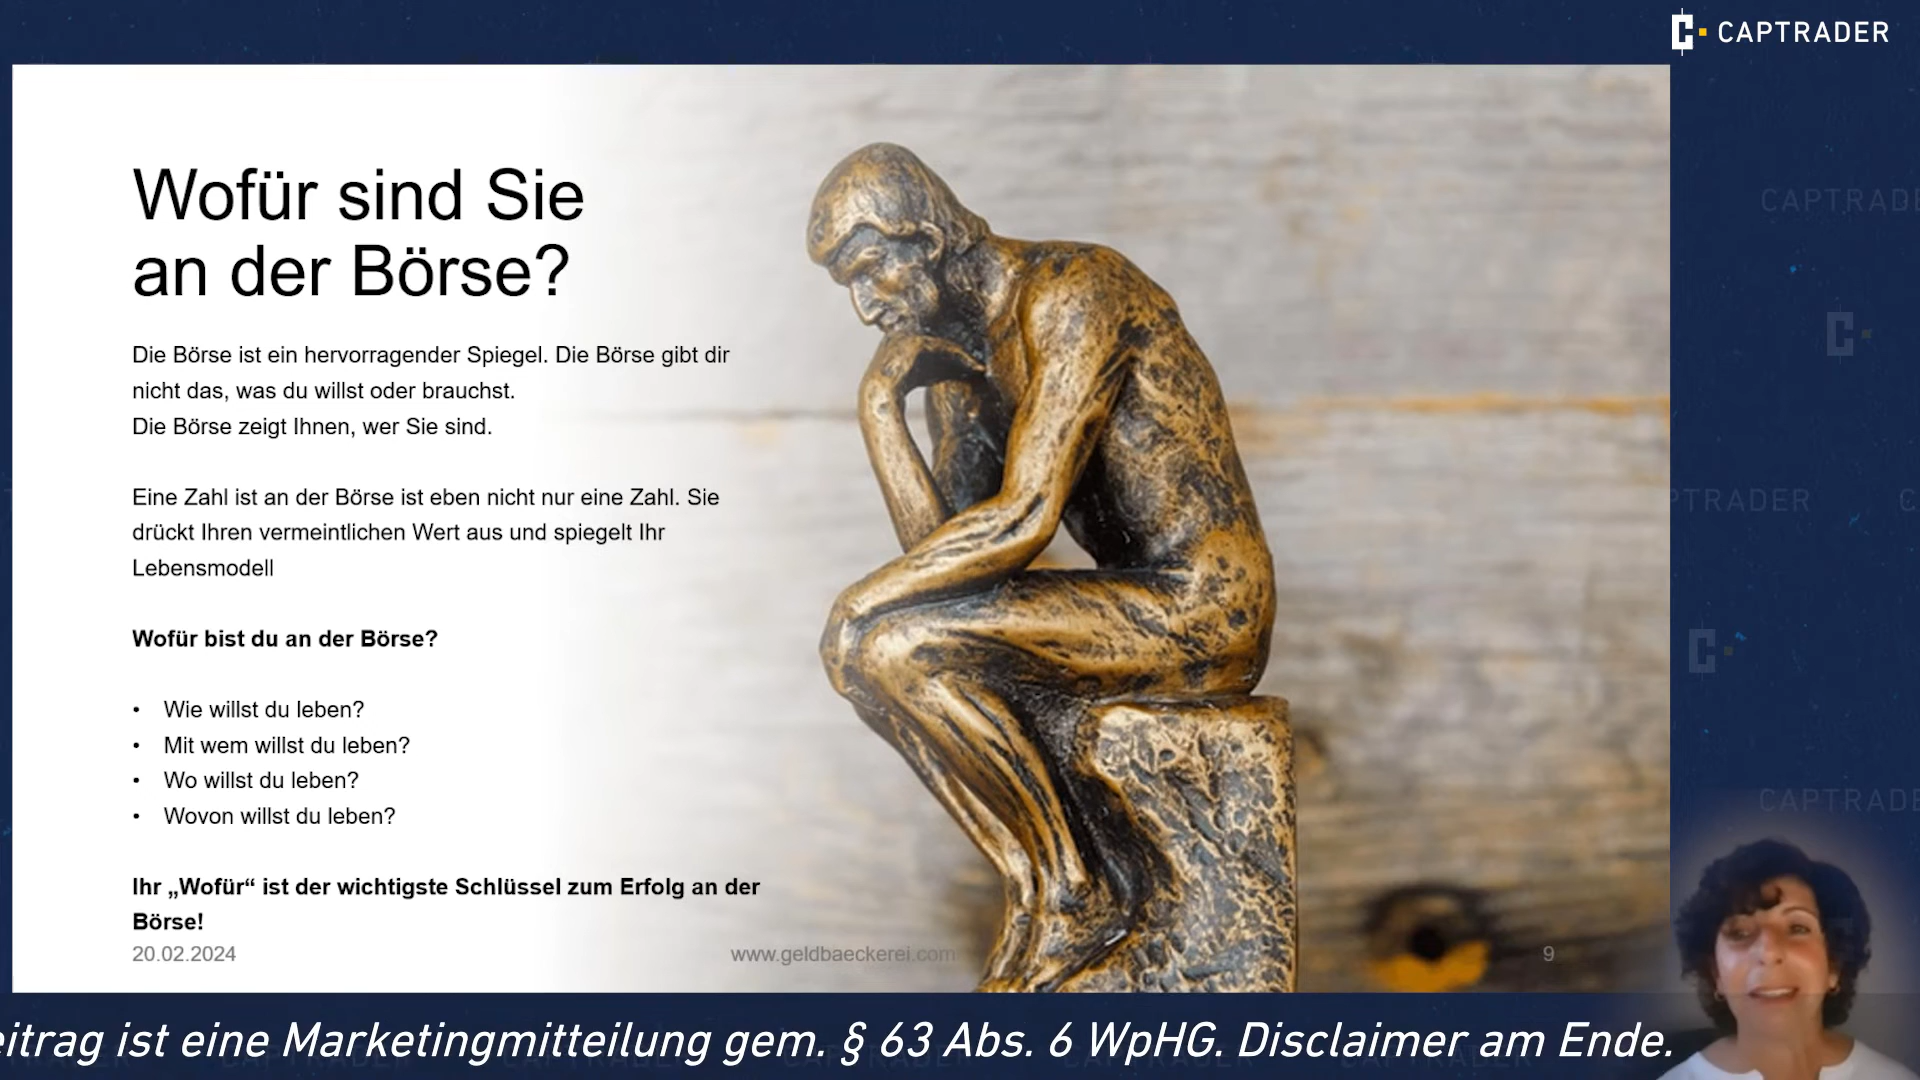 CAPTRADER
Wofür sind Sie
an der Börse?
Die Börse ist ein hervorragender Spiegel. Die Börse gibt dir
nicht das, was du willst oder brauchst.
Die Börse zeigt Ihnen, wer Sie sind.
Eine Zahl ist an der Börse ist eben nicht nur eine Zahl. Sie
drückt Ihren vermeintlichen Wert aus und spiegelt Ihr
Lebensmodell
Wofür bist du an der Börse?
• Wie willst du leben?
• Mit wem willst du leben?
• Wo willst du leben?
• Wovon willst du leben?
Ihr „Wofür“ ist der wichtigste Schlüssel zum Erfolg an der
Börse!
20.02.2024
www.geldbaeckerei.com
9
eitrag ist eine Marketingmitteilung gem. § 63 Abs. 6 WpHG. Disclaimer am Ende.